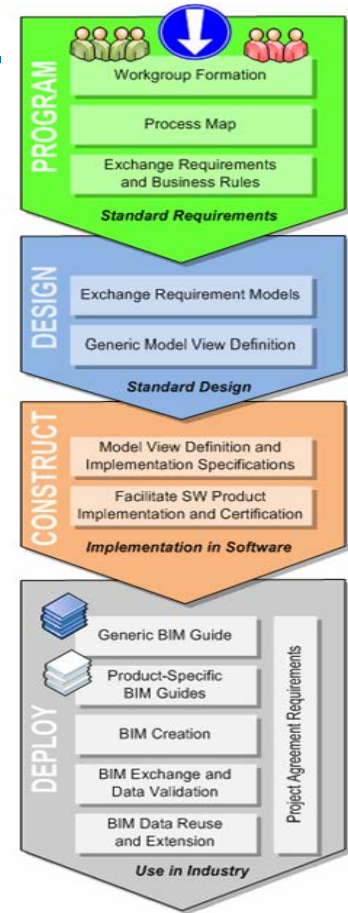 PROGRAM
Workgroup Formation
Process Map
Exchange Requirements
and Business Rules
Standard Requirements
DESIGN
Exchange Requirement Models
Generic Model View Definition
Standard Design
CONSTRUCT
Model View Definition and
Implementation Specifications
Facilitate SW Product
Implementation and Certification
Implementation in Software
DEPLOY
Generic BIM Guide
Product-Specific
BIM Guides
BIM Creation
BIM Exchange and
Data Validation
BIM Data Reuse
and Extension
Project Agreement Requirements
Use in Industry